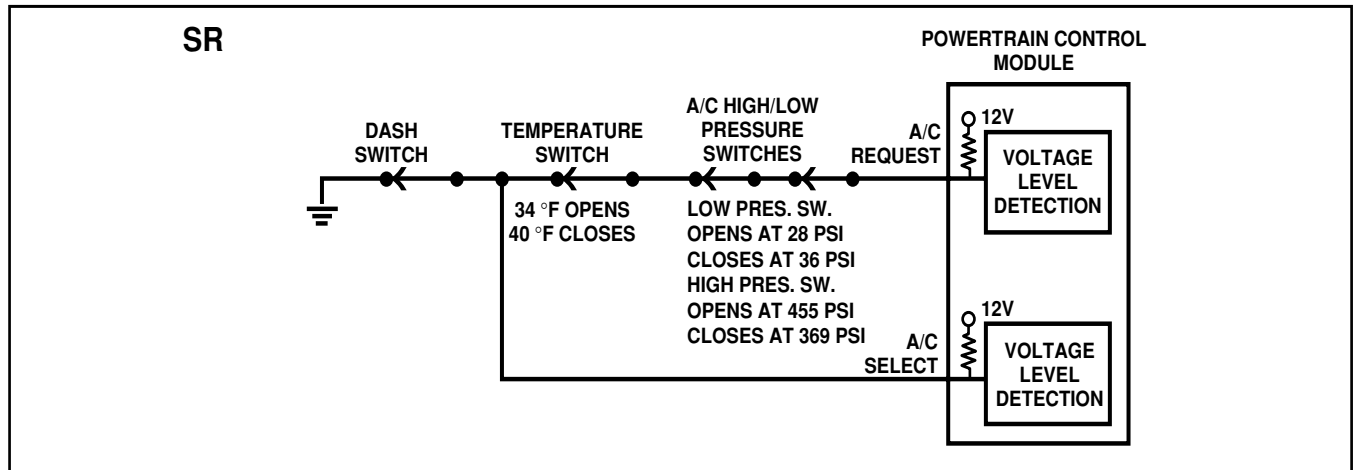 SR
POWERTRAIN CONTROL
MODULE
DASH
SWITCH
TEMPERATURE
SWITCH
34 °F OPENS
40 °F CLOSES
A/C HIGH/LOW
PRESSURE
SWITCHES
LOW PRES. SW.
OPENS AT 28 PSI
CLOSES AT 36 PSI
HIGH PRES. SW.
OPENS AT 455 PSI
CLOSES AT 369 PSI
A/C
REQUEST
12V
VOLTAGE
LEVEL
DETECTION
A/C
SELECT
12V
VOLTAGE
LEVEL
DETECTION